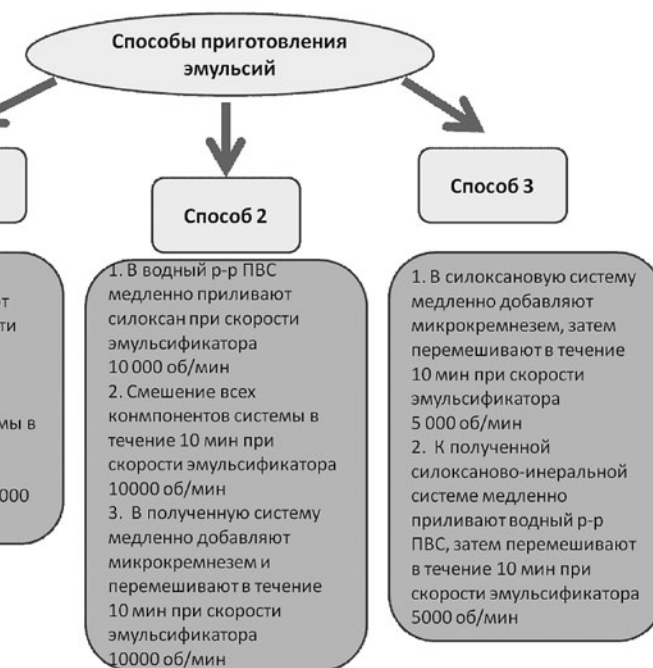 Способы приготовления
эмульсий
Способ 2
Способ 3
мы в
000
1. В водный р-р ПВС
медленно приливают
силоксан при скорости
эмульсификатора
10 000 об/мин
2. Смешение всех
конмпонентов системы в
течение 10 мин при
скорости эмульсификатора
10000 об/мин
3. В полученную систему
медленно добавляют
микрокремнезем и
перемешивают в течение
10 мин при скорости
эмульсификатора
10000 об/мин
1. В силоксановую систему
медленно добавляют
микрокремнезем, затем
перемешивают в течение
10 мин при скорости
эмульсификатора
5 000 об/мин
2. К полученной
силоксаново-инеральной
системе медленно
приливают водный р-р
ПВС, затем перемешивают
в течение 10 мин при
скорости эмульсификатора
5000 об/мин